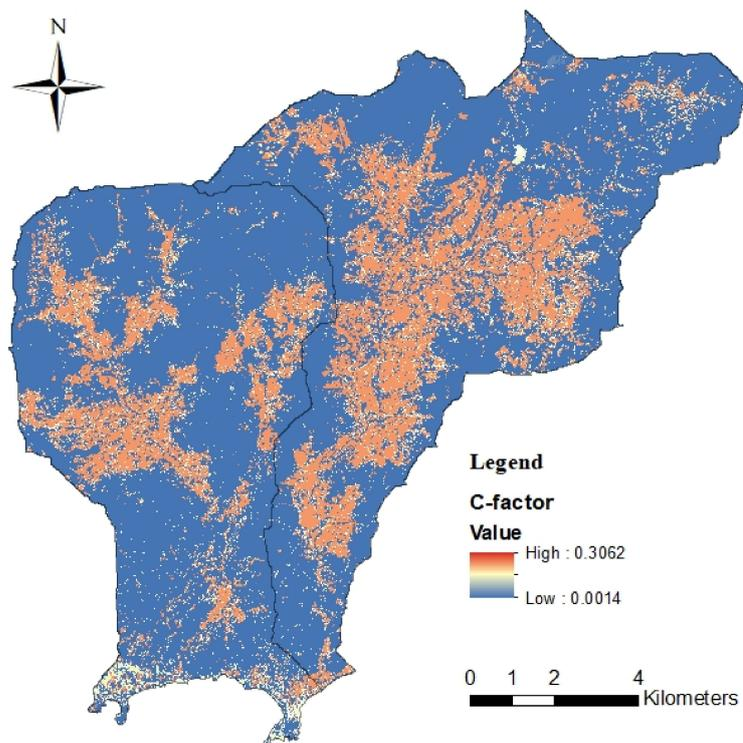 N
Legend
C-factor
Value
High : 0.3062
Low : 0.0014
0 1 2 4
Kilometers